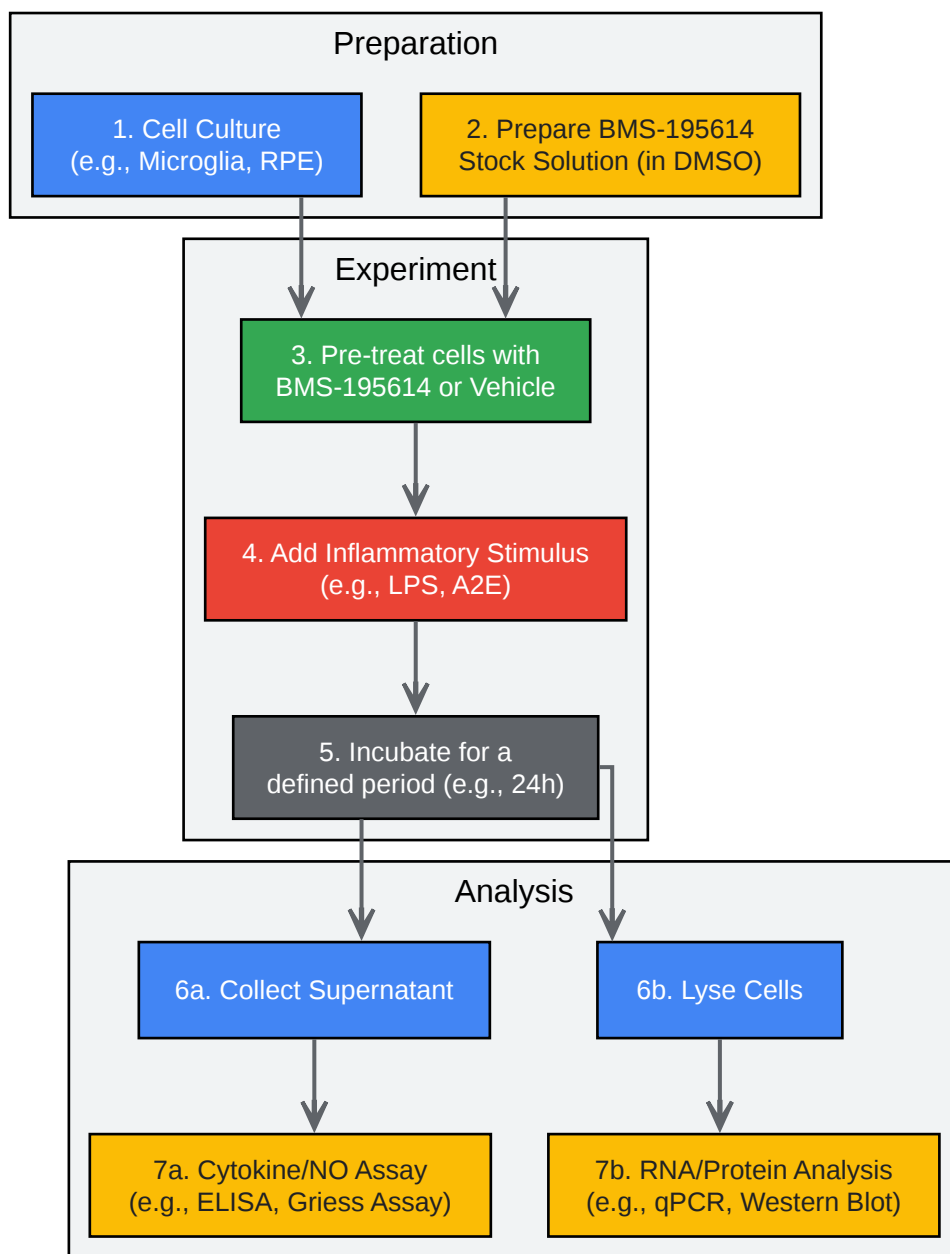 Preparation
1. Cell Culture
(e.g., Microglia, RPE)
2. Prepare BMS-195614
Stock Solution (in DMSO)
Experiment
3. Pre-treat cells with
BMS-195614 or Vehicle
4. Add Inflammatory Stimulus
(e.g., LPS, A2E)
5. Incubate for a
defined period (e.g., 24h)
Analysis
6a. Collect Supernatant
6b. Lyse Cells
7a. Cytokine/NO Assay
(e.g., ELISA, Griess Assay)
7b. RNA/Protein Analysis
(e.g., qPCR, Western Blot)